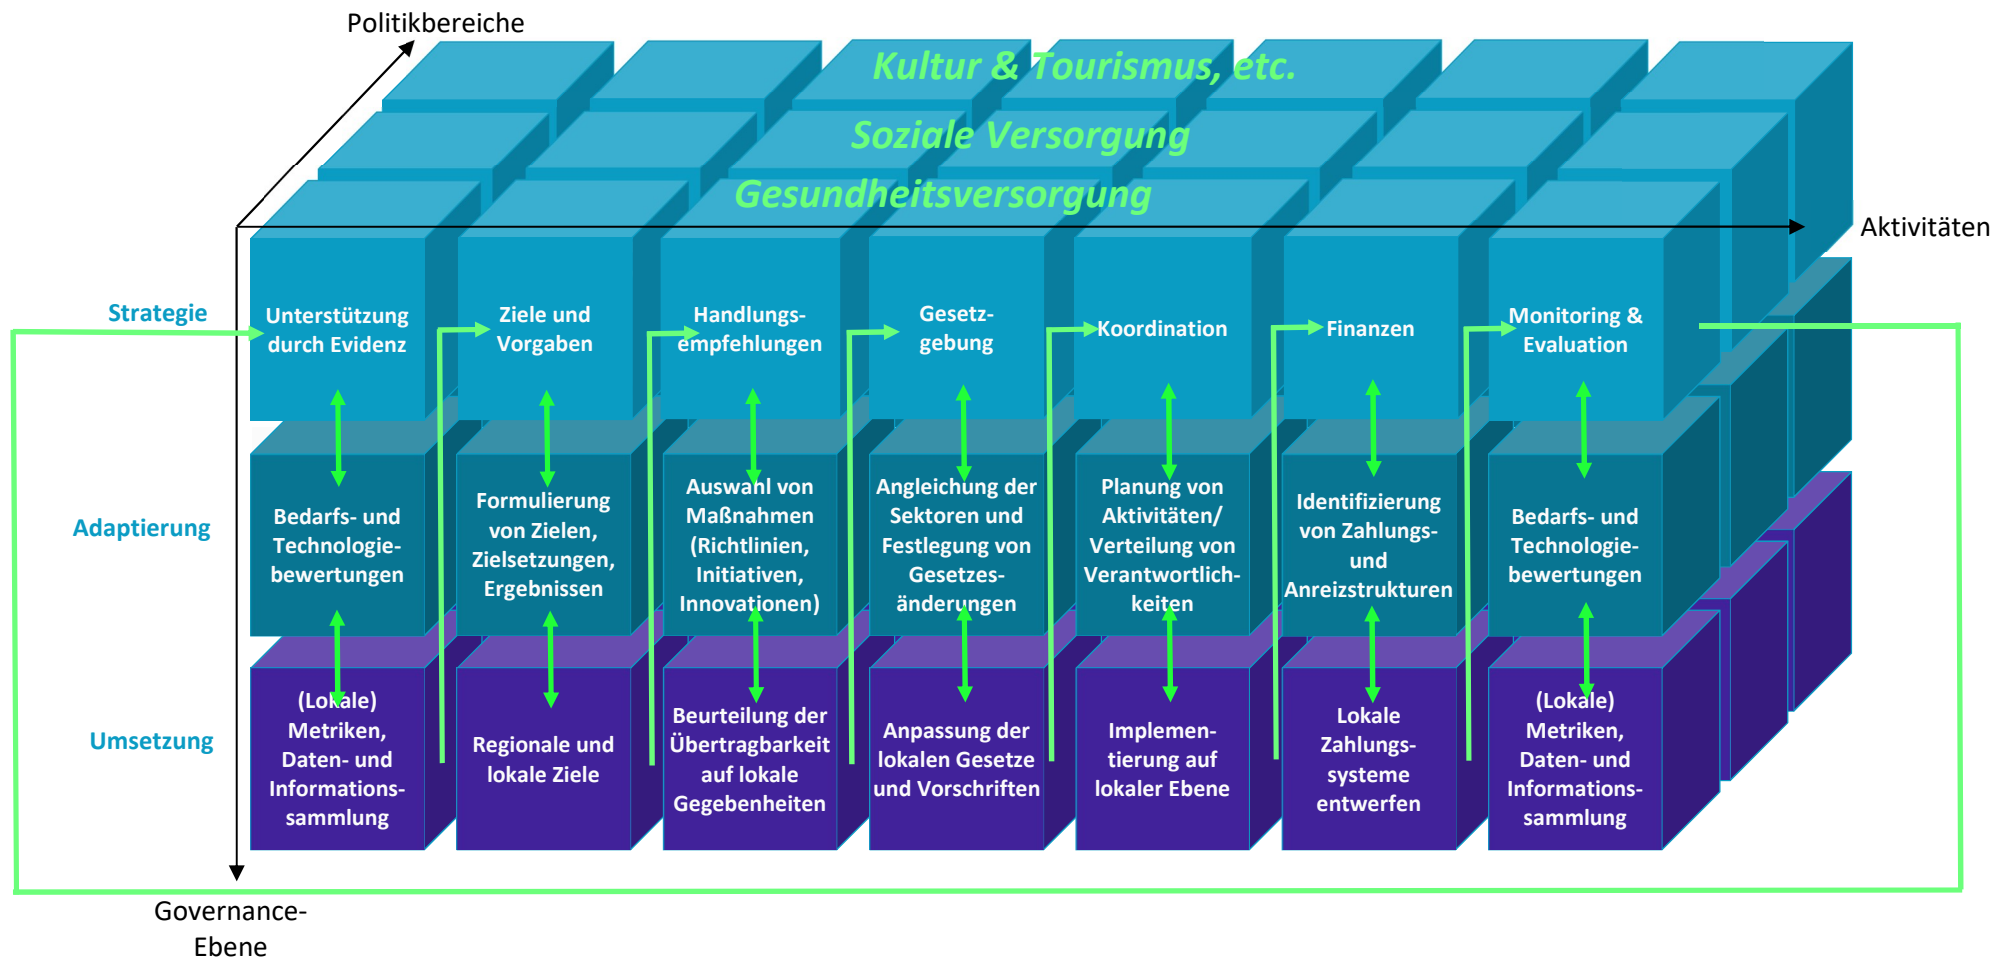 Politikbereiche
Kultur & Tourismus, etc.
Soziale Versorgung
Gesundheitsversorgung
Aktivitäten
Strategie
Unterstützung
durch Evidenz
Ziele und
Vorgaben
Handlungs-
empfehlungen
Gesetz-
gebung
Koordination
Finanzen
Monitoring &
Evaluation
Adaptierung
Bedarfs- und
Technologie-
bewertungen
Formulierung
von Zielen,
Zielsetzungen,
Ergebnissen
Auswahl von
Maßnahmen
(Richtlinien,
Initiativen,
Innovationen)
Angleichung der
Sektoren und
Festlegung von
Gesetzes-
änderungen
Planung von
Aktivitäten/
Verteilung von
Verantwortlich-
keiten
Identifizierung
von Zahlungs-
und
Anreizstrukturen
Bedarfs- und
Technologie-
bewertungen
Umsetzung
(Lokale)
Metriken,
Daten- und
Informations-
sammlung
Regionale und
lokale Ziele
Beurteilung der
Übertragbarkeit
auf lokale
Gegebenheiten
Anpassung der
lokalen Gesetze
und Vorschriften
Implemen-
tierung auf
lokaler Ebene
Lokale
Zahlungs-
systeme
entwerfen
(Lokale)
Metriken,
Daten- und
Informations-
sammlung
Governance-
Ebene